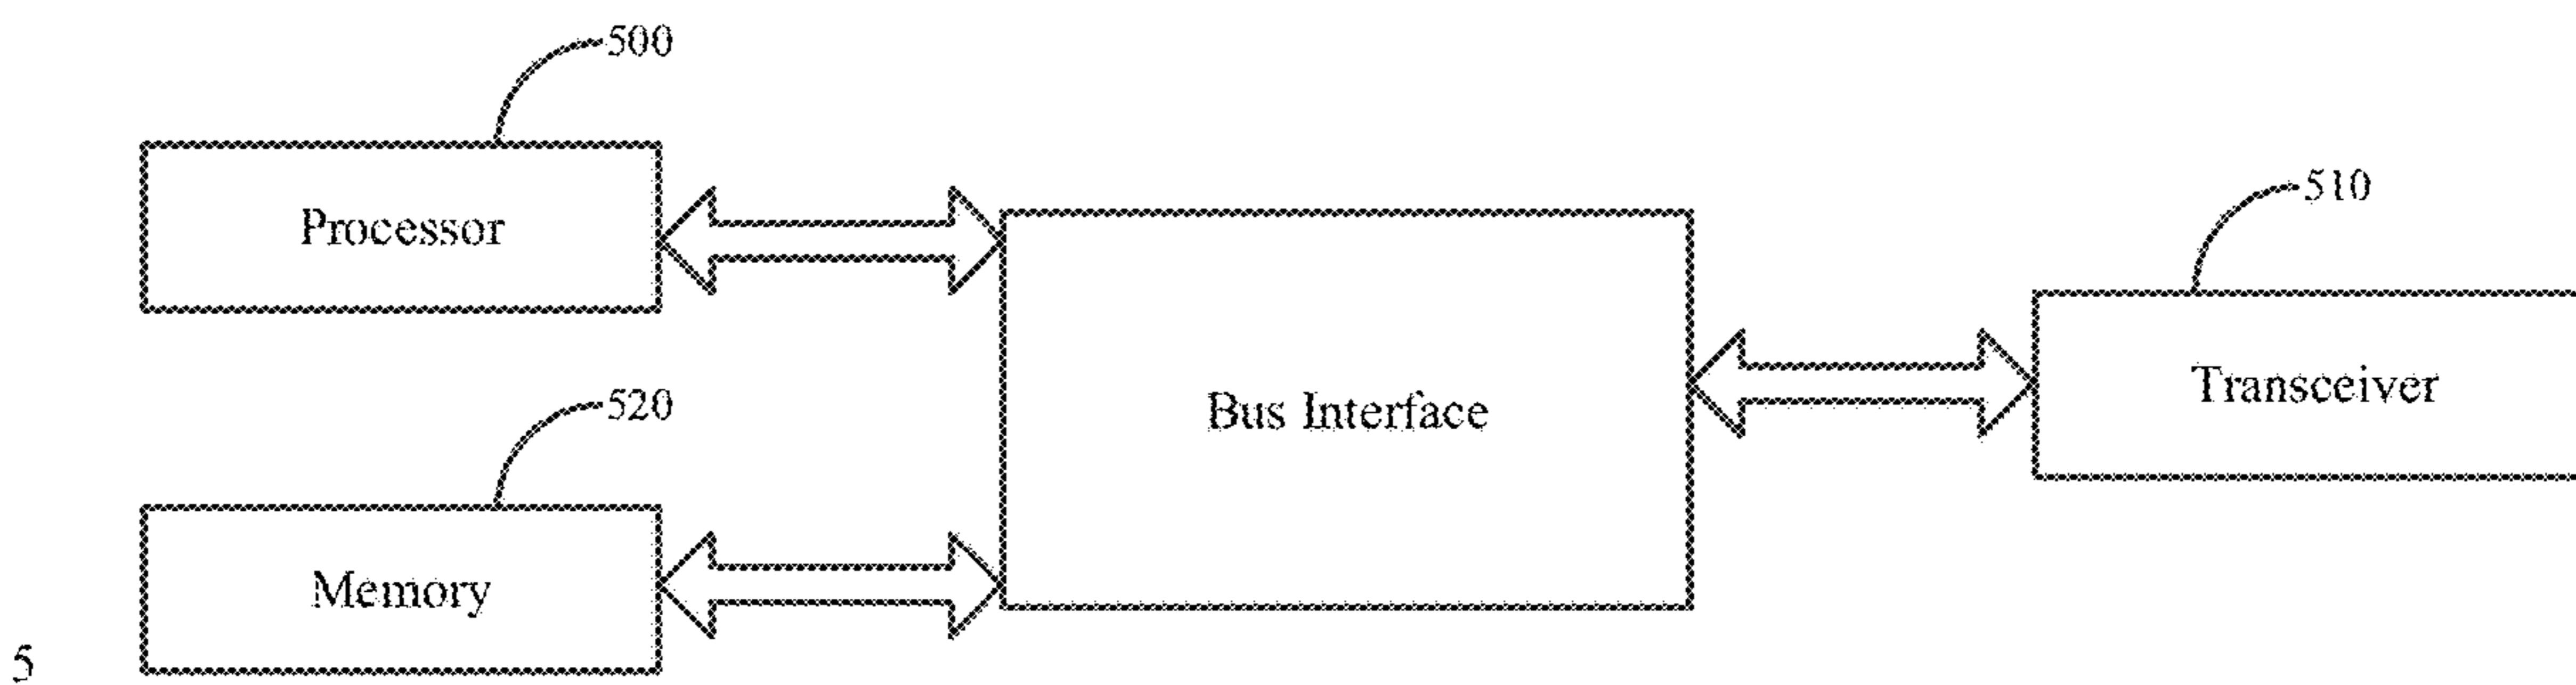 500
510
Processor
Transceiver
Bus Interface
520
Memory
5